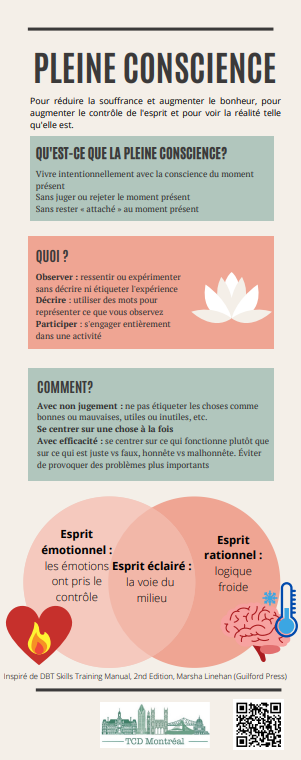 PLEINE CONSCIENCE
Pour réduire la souffrance et augmenter le bonheur, pour
augmenter le contrôle de l'esprit et pour voir la réalité telle
qu'elle est.
QU'EST-CE QUE LA PLEINE CONSCIENCE?
Vivre intentionnellement avec la conscience du moment
présent
Sans juger ou rejeter le moment présent
Sans rester « attaché » au moment présent
QUOI ?
Observer : ressentir ou expérimenter
sans décrire ni étiqueter l'expérience
Décrire : utiliser des mots pour
représenter ce que vous observez
Participer : s'engager entièrement
dans une activité
COMMENT?
Avec non jugement : ne pas étiqueter les choses comme
bonnes ou mauvaises, utiles ou inutiles, etc.
Se centrer sur une chose à la fois
Avec efficacité : se centrer sur ce qui fonctionne plutôt que
sur ce qui est juste vs faux, honnête vs malhonnête. Éviter
de provoquer des problèmes plus importants
Esprit
émotionnel :
les émotions
ont pris le
contrôle
Esprit éclairé :
la voie du
milieu
Esprit
rationnel :
logique
froide
Inspiré de DBT Skills Training Manual, 2nd Edition, Marsha Linehan (Guilford Press)
TCD Montréal